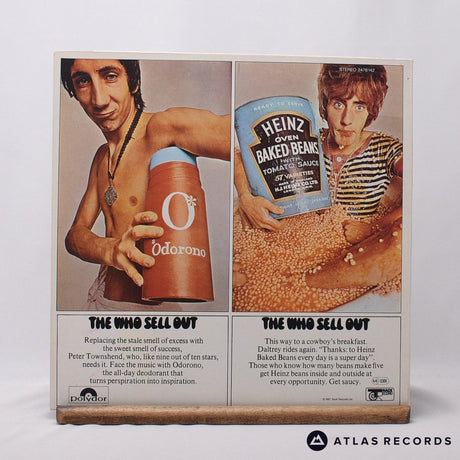 STEREO 2478142
READY TO SERVE
HEINZ
OVEN
BAKED BEANS
WITH
TOMATO SAUCE
57 VARIETIES
H.J. HEINZ CO. LTD.
O
Odorono
THE WHO SELL OUT
Replacing the stale smell of excess with
the sweet smell of success,
Peter Townshend, who, like nine out of ten stars,
needs it. Face the music with Odorono,
the all-day deodorant that
turns perspiration into inspiration.
polydor
THE WHO SELL OUT
This way to a cowboy's breakfast.
Daltrey rides again. "Thanks: to Heinz
Baked Beans every day is a super day".
Those who know how many beans make five
get Heinz beans inside and outside at
every opportunity. Get saucy.
ATLAS RECORDS